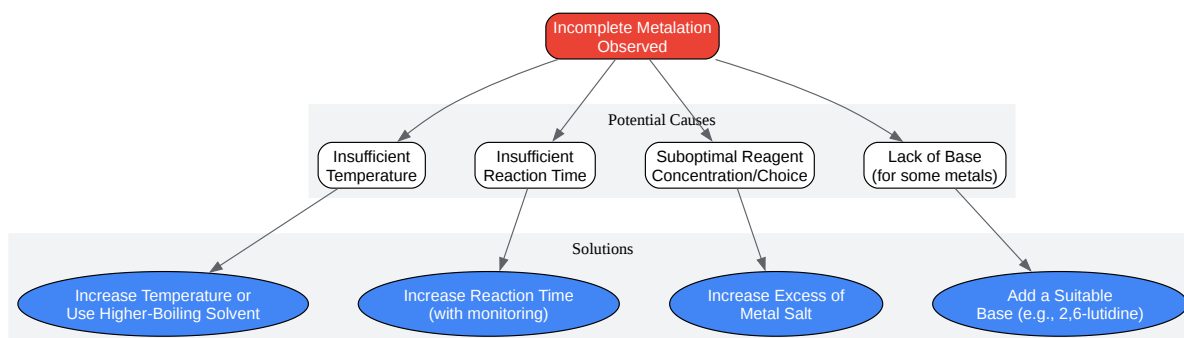 Incomplete Metalation
Observed
Potential Causes
Insufficient
Temperature
Insufficient
Reaction Time
Suboptimal Reagent
Concentration/Choice
Lack of Base
(for some metals)
Solutions
Increase Temperature or
Use Higher-Boiling Solvent
Increase Reaction Time
(with monitoring)
Increase Excess of
Metal Salt
Add a Suitable
Base (e.g., 2,6-lutidine)